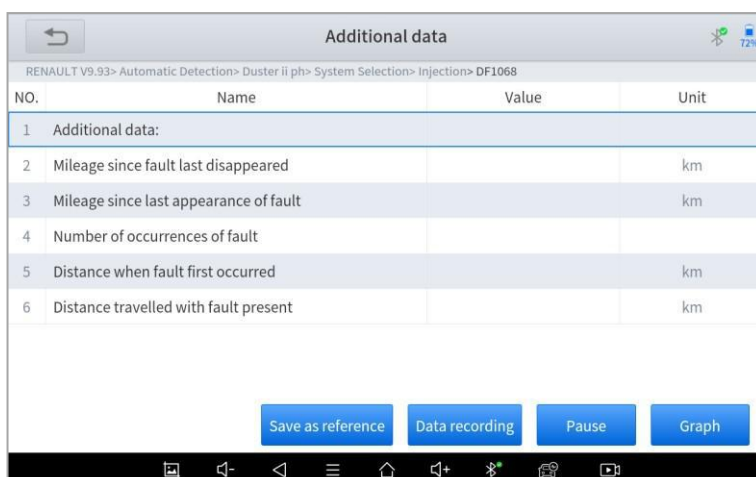 Additional data
72%
RENAULT V9.93> Automatic Detection> Duster ii ph> System Selection> Injection> DF1068
NO. Name Value Unit
1 Additional data:
2 Mileage since fault last disappeared km
3 Mileage since last appearance of fault km
4 Number of occurrences of fault
5 Distance when fault first occurred km
6 Distance travelled with fault present km
Save as reference Data recording Pause Graph